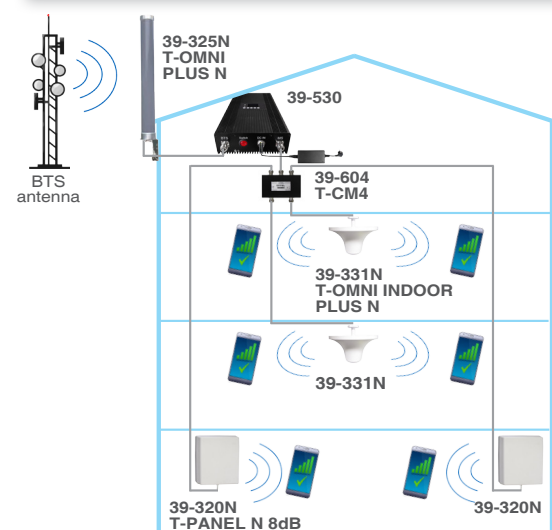 39-325N
T-OMNI
PLUS N
39-530
BTS
antenna
39-604
T-CM4
39-331N
T-OMNI INDOOR
PLUS N
39-331N
39-320N
T-PANEL N 8dB
39-320N